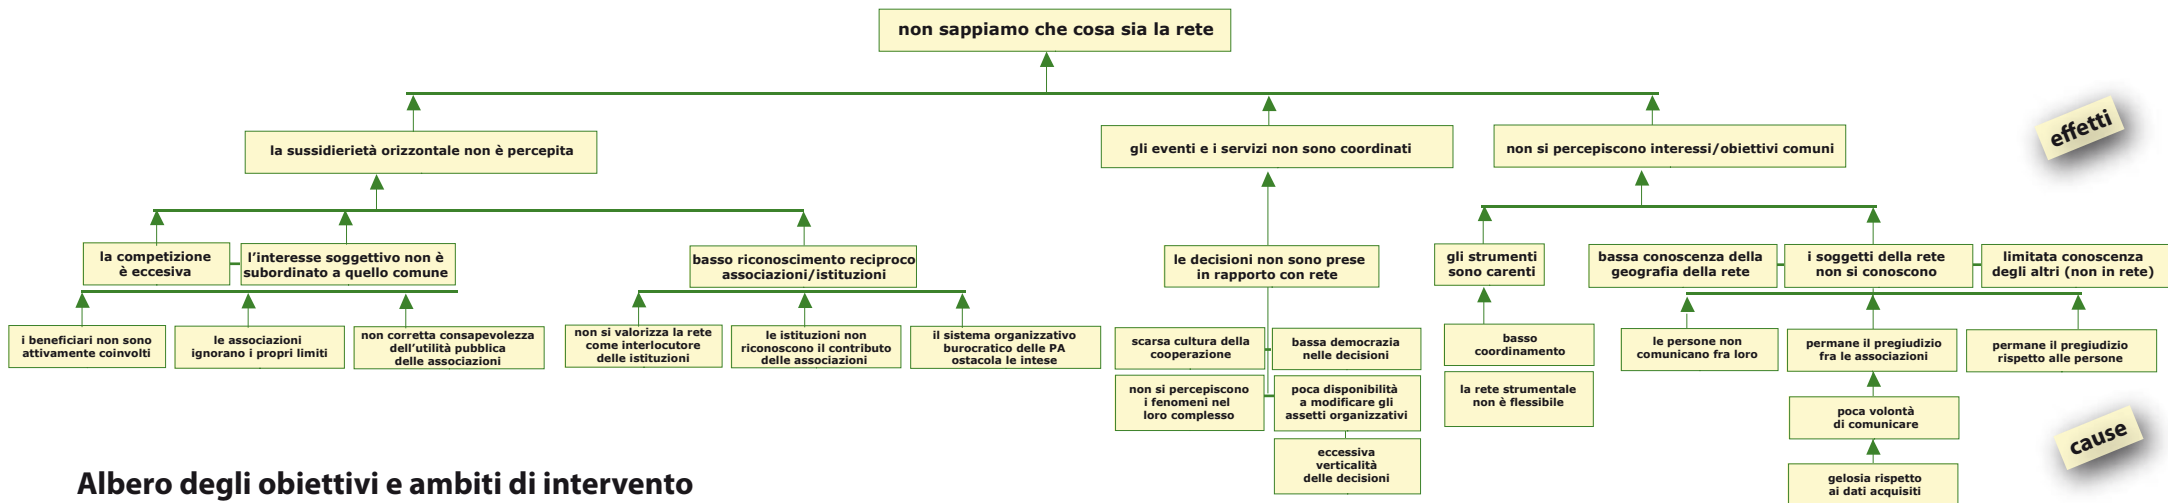 non sappiamo che cosa sia la rete
effetti
la sussidierietà orizzontale non è percepita
gli eventi e i servizi non sono coordinati
non si percepiscono interessi/obiettivi comuni
la competizione
è eccesiva
l'interesse soggettivo non è
subordinato a quello comune
basso riconoscimento reciproco
associazioni/istituzioni
le decisioni non sono prese
in rapporto con rete
gli strumenti
sono carenti
bassa conoscenza della
geografia della rete
i soggetti della rete
non si conoscono
limitata conoscenza
degli altri (non in rete)
i beneficiari non sono
attivamente coinvolti
le associazioni
ignorano i propri limiti
non corretta consapevolezza
dell'utilità pubblica
delle associazioni
non si valorizza la rete
come interlocutore
delle istituzioni
le istituzioni non
riconoscono il contributo
delle associazioni
il sistema organizzativo
burocratico delle PA
ostacola le intese
scarsa cultura della
cooperazione
bassa democrazia
nelle decisioni
basso
coordinamento
le persone non
comunicano fra loro
permane il pregiudizio
fra le associazioni
permane il pregiudizio
rispetto alle persone
non si percepiscono
i fenomeni nel
loro complesso
poca disponibilità
a modificare gli
assetti organizzativi
la rete strumentale
non è flessibile
poca volontà
di comunicare
cause
eccessiva
verticalità
delle decisioni
gelosia rispetto
ai dati acquisiti
Albero degli obiettivi e ambiti di intervento